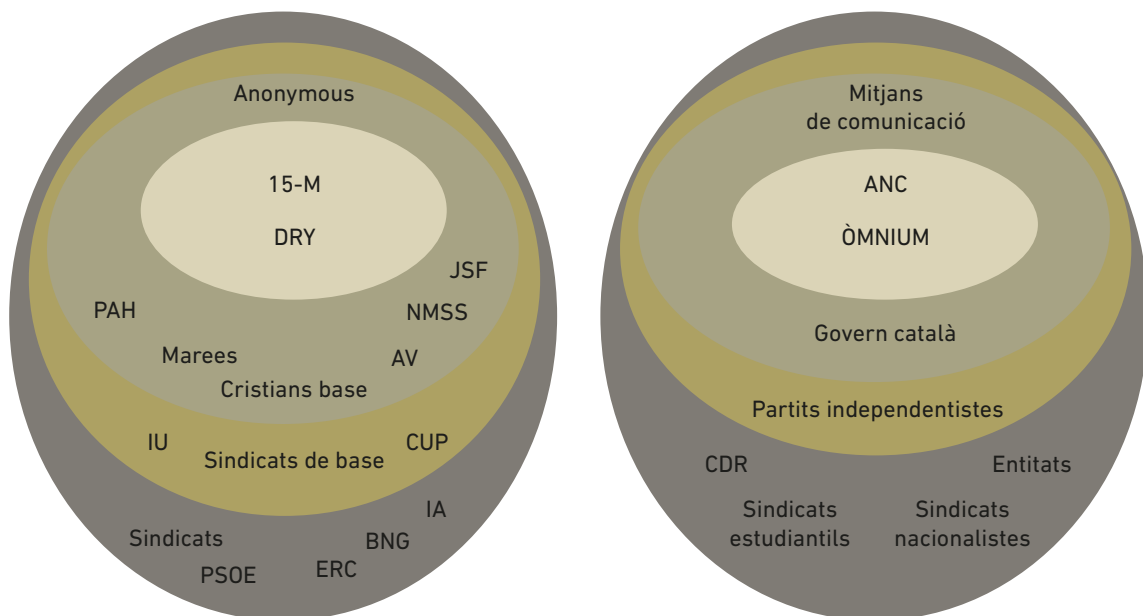 Anonymous
15-M
DRY
JSF
PAH
NMSS
Marees
AV
Cristians base
IU
CUP
Sindicats de base
IA
Sindicats
BNG
PSOE
ERC
Mitjans
de comunicació
ANC
ÒMNIUM
Govern català
Partits independentistes
CDR
Entitats
Sindicats
estudiantils
Sindicats
nacionalistes